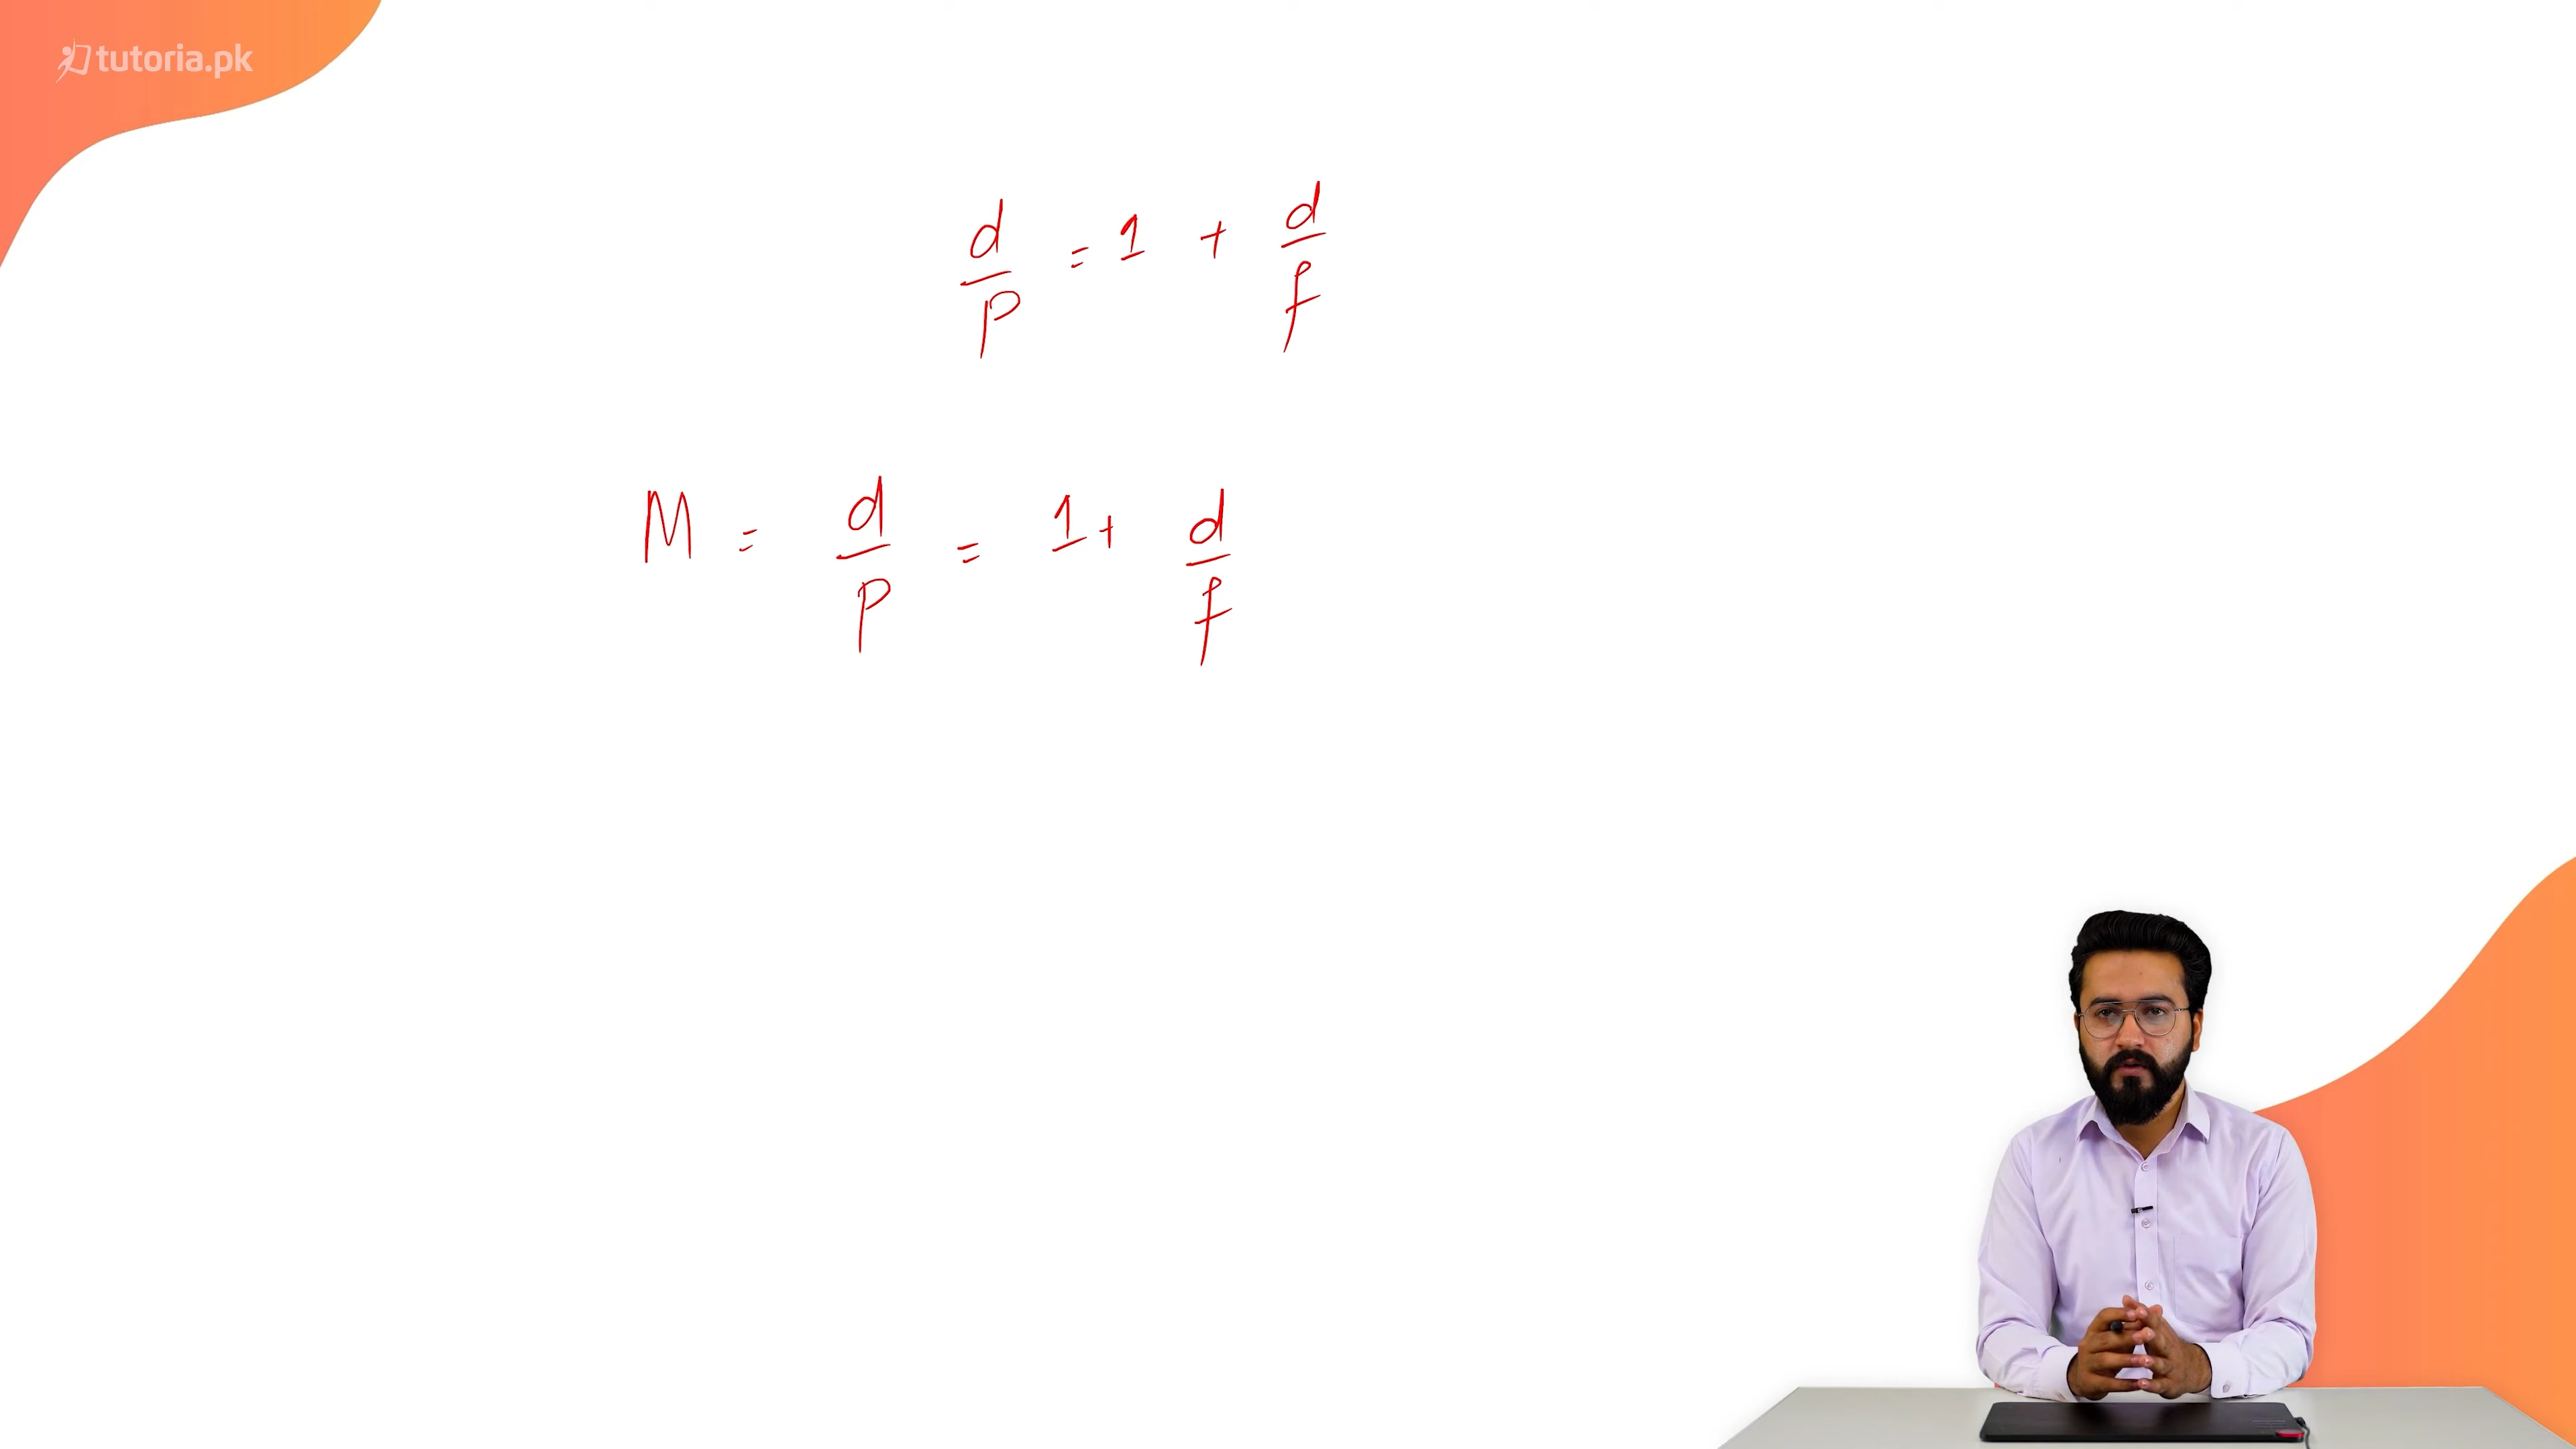 tutoria.pk
d/p = 1 + d/f
M = d/p = 1 + d/f